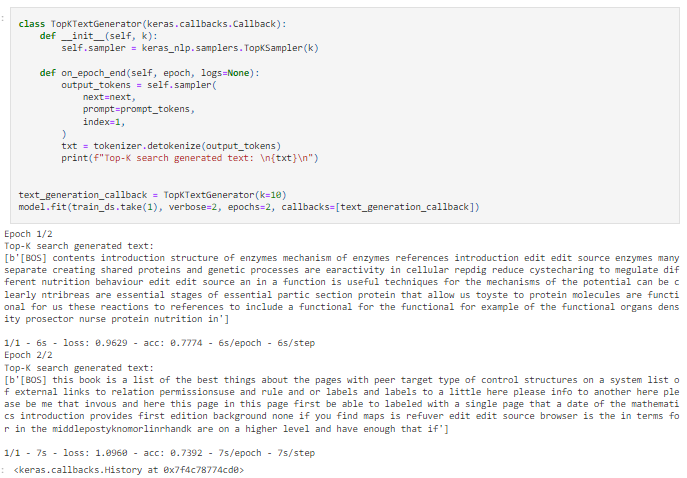 class TopKTextGenerator(keras.callbacks.Callback):
    def __init__(self, k):
        self.sampler = keras_nlp.samplers.TopKSampler(k)

    def on_epoch_end(self, epoch, logs=None):
        output_tokens = self.sampler(
            next=next,
            prompt=prompt_tokens,
            index=1,
        )
        txt = tokenizer.detokenize(output_tokens)
        print(f"Top-K search generated text: \n{txt}\n")

text_generation_callback = TopKTextGenerator(k=10)
model.fit(train_ds.take(1), verbose=2, epochs=2, callbacks=[text_generation_callback])
Epoch 1/2
Top-K search generated text:
[b'[BOS] contents introduction structure of enzymes mechanism of enzymes references introduction edit edit source enzymes many
separate creating shared proteins and genetic processes are earactivity in cellular repdig reduce cystecharing to megulate dif
ferent nutrition behaviour edit edit source an in a function is useful techniques for the mechanisms of the potential can be c
learly ntribreas are essential stages of essential partic section protein that allow us toyste to protein molecules are functi
onal for us these reactions to references to include a functional for the functional for example of the functional organs dens
ity prosector nurse protein nutrition in']

1/1 - 6s - loss: 0.9629 - acc: 0.7774 - 6s/epoch - 6s/step
Epoch 2/2
Top-K search generated text:
[b'[BOS] this book is a list of the best things about the pages with peer target type of control structures on a system list o
f external links to relation permissionsuse and rule and or labels and labels to a little here please info to another here ple
ase be me that invous and here this page in this page first be able to labeled with a single page that a date of the mathemati
cs introduction provides first edition background none if you find maps is refuver edit edit source browser is the in terms fo
r in the middlepostyknomorlinrhandk are on a higher level and have enough that if']

1/1 - 7s - loss: 1.0960 - acc: 0.7392 - 7s/epoch - 7s/step
: <keras.callbacks.History at 0x7f4c78774cd0>